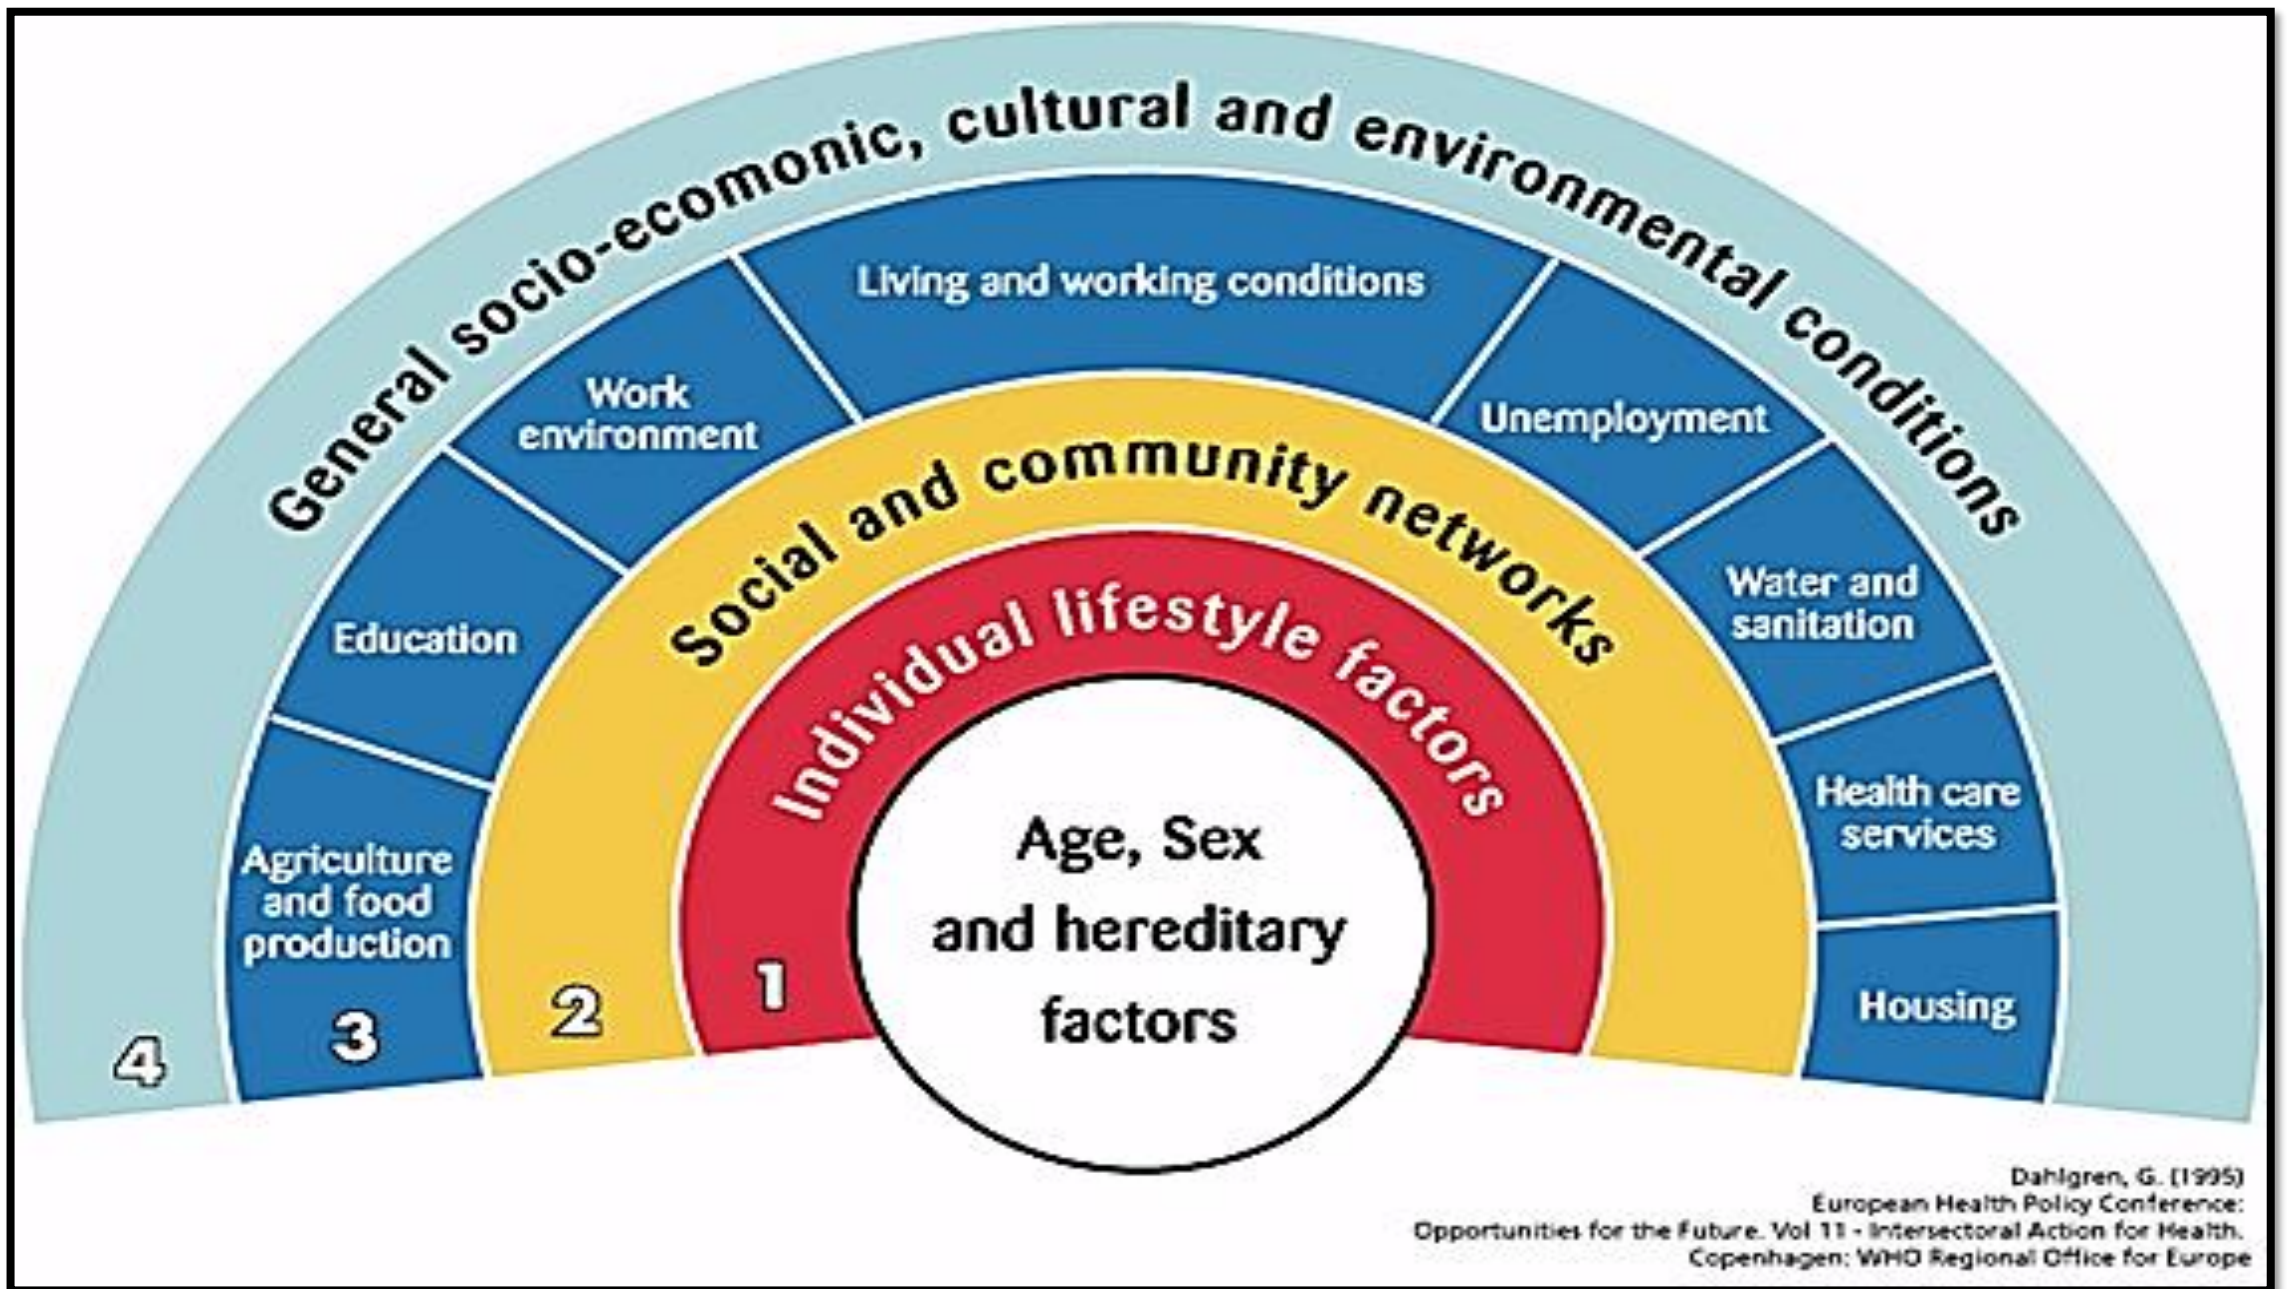 General socio-ecomonic, cultural and environmental conditions
Living and working conditions
Work
environment
Unemployment
Education
Water and
sanitation
Agriculture
and food
production
Health care
services
Housing
Social and community networks
Individual lifestyle factors
Age, Sex
and hereditary
factors
1
2
3
4
Dahlgren, G. (1995)
European Health Policy Conference:
Opportunities for the Future. Vol 11 - Intersectoral Action for Health.
Copenhagen: WHO Regional Office for Europe